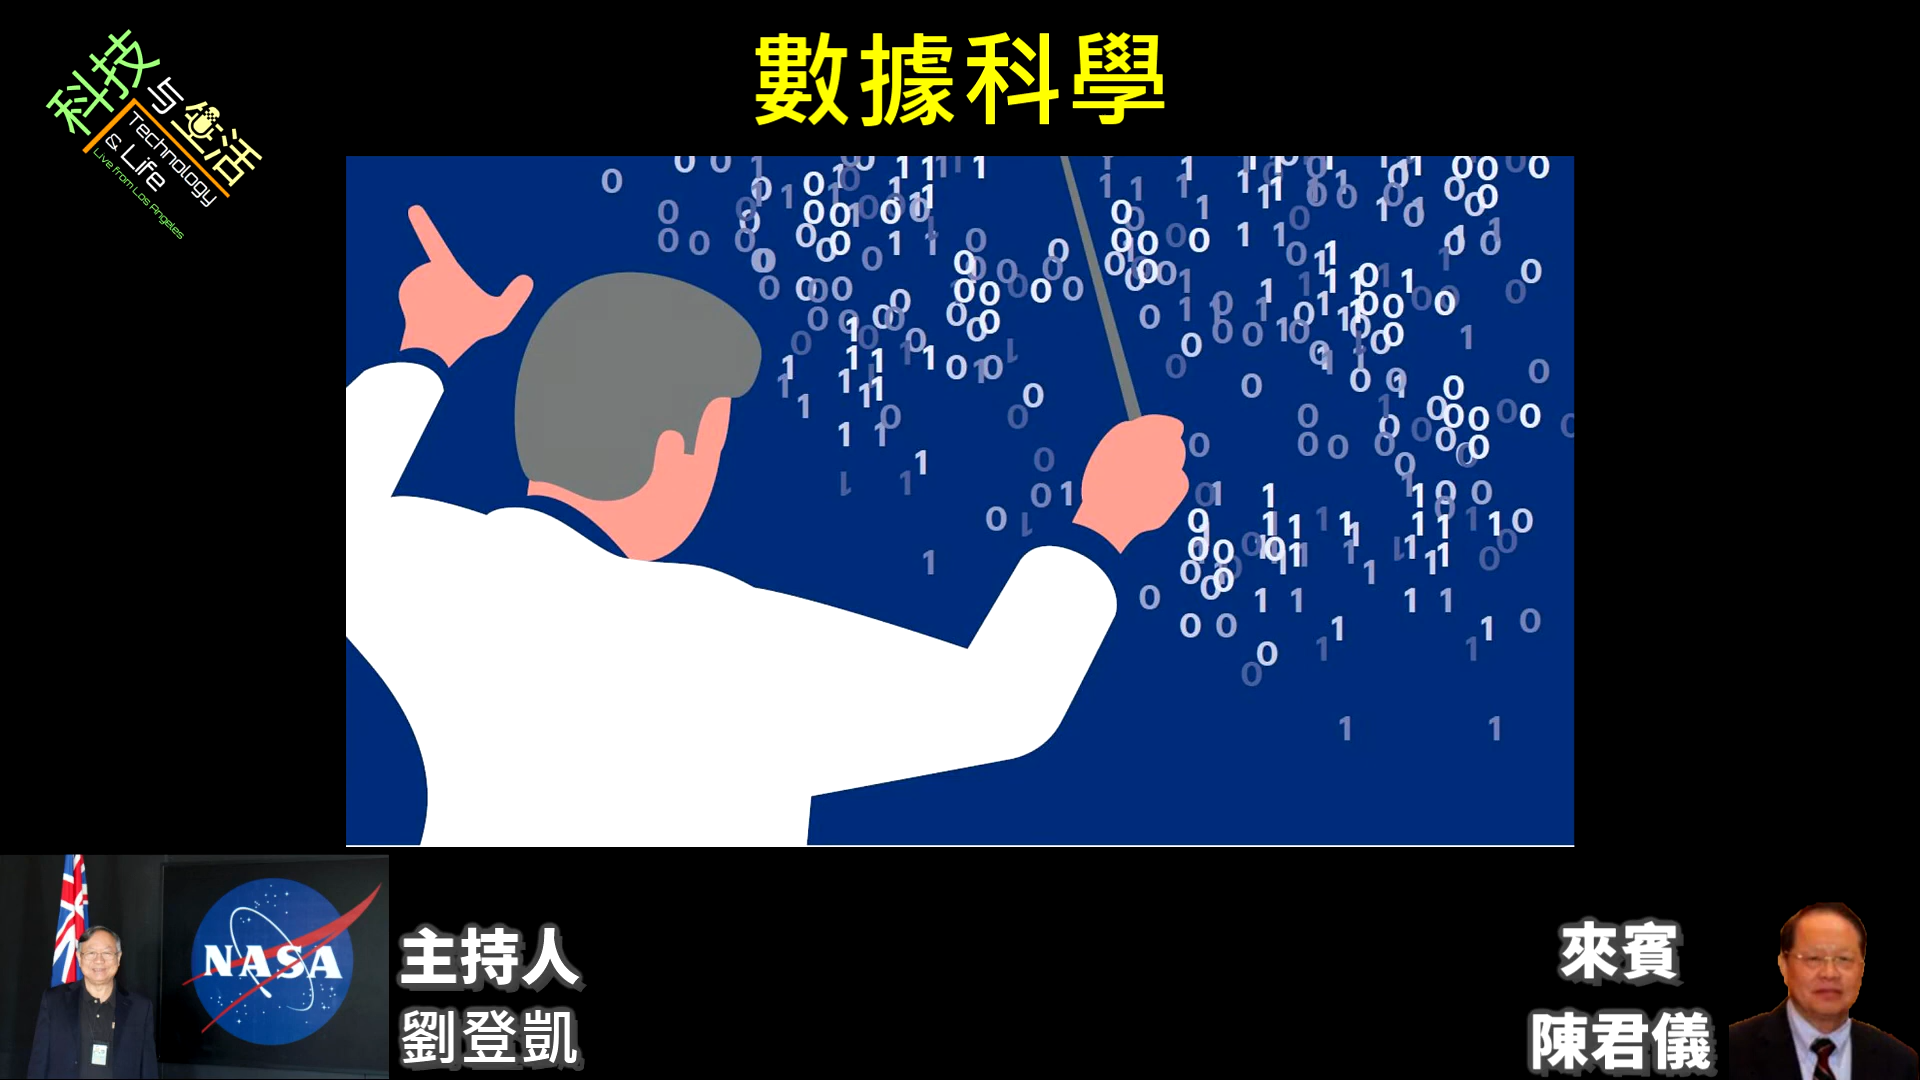 科技与生活
Technology
& Life
Live from Los Angeles
數據科學
NASA
主持人
劉登凱
來賓
陳君儀